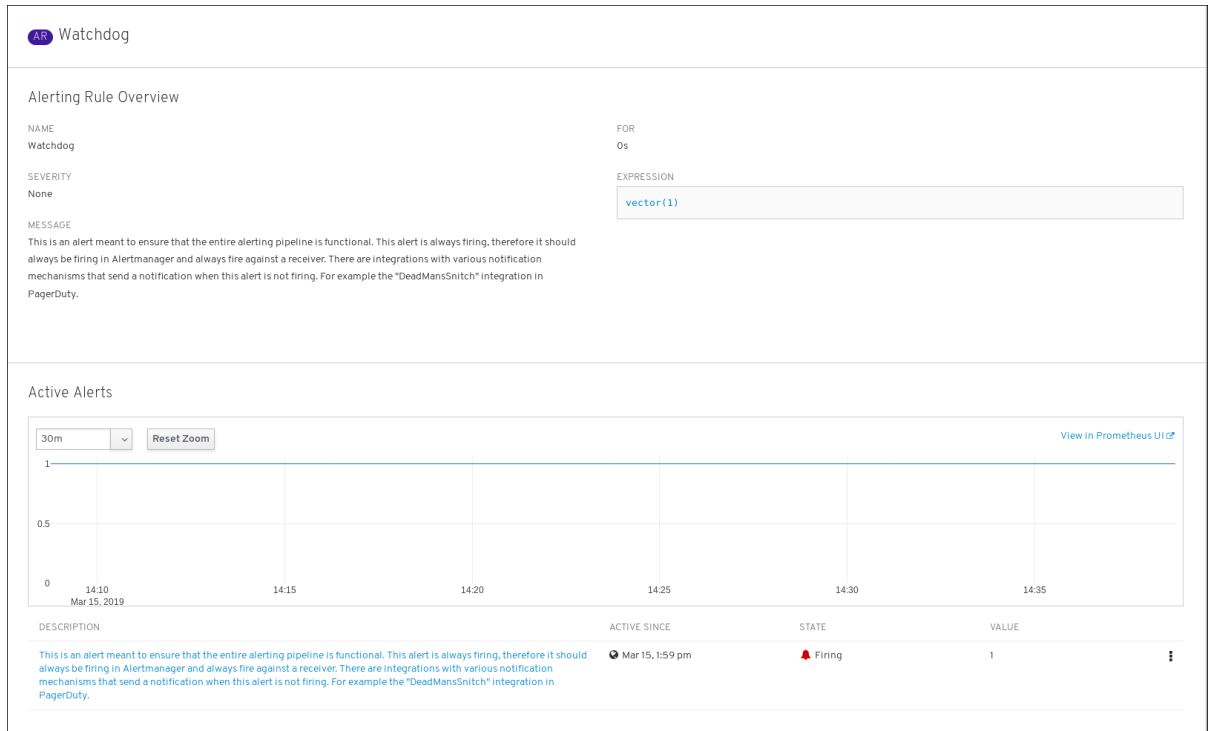 AR Watchdog
Alerting Rule Overview
NAME
Watchdog
FOR
0s
SEVERITY
None
EXPRESSION
vector(1)
MESSAGE
This is an alert meant to ensure that the entire alerting pipeline is functional. This alert is always firing, therefore it should
always be firing in Alertmanager and always fire against a receiver. There are integrations with various notification
mechanisms that send a notification when this alert is not firing. For example the "DeadMansSnitch" integration in
PagerDuty.
Active Alerts
30m Reset Zoom View in Prometheus UI
1
0.5
0
14:10 14:15 14:20 14:25 14:30 14:35
Mar 15, 2019
DESCRIPTION ACTIVE SINCE STATE VALUE
This is an alert meant to ensure that the entire alerting pipeline is functional. This alert is always firing, therefore it should Mar 15, 1:59 pm Firing 1
always be firing in Alertmanager and always fire against a receiver. There are integrations with various notification
mechanisms that send a notification when this alert is not firing. For example the "DeadMansSnitch" integration in
PagerDuty.